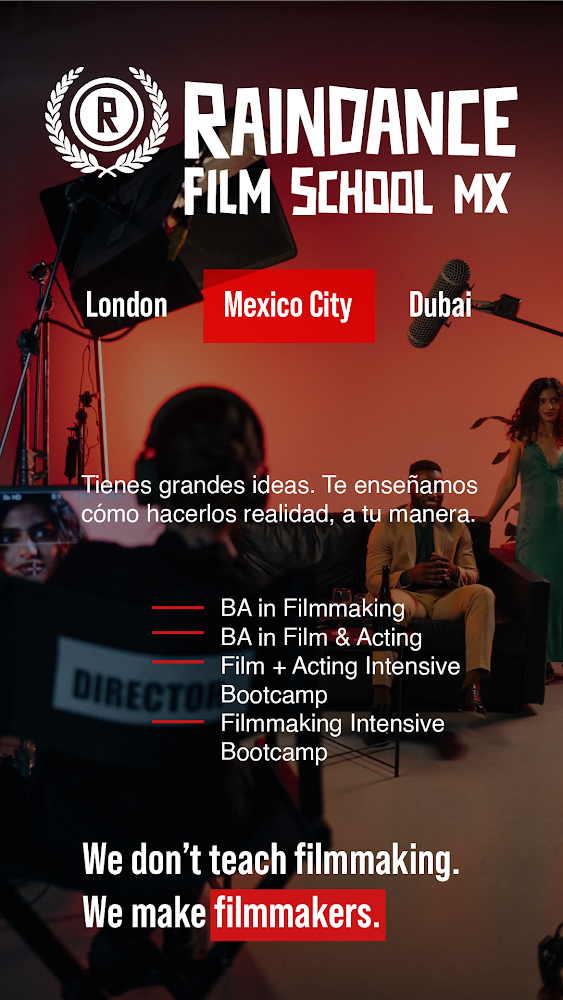 R
RAINDANCE
FILM SCHOOL MX
London
Mexico City
Dubai
Tienes grandes ideas. Te enseñamos
cómo hacerlos realidad, a tu manera.
BA in Filmmaking
BA in Film & Acting
Film + Acting Intensive
Bootcamp
Filmmaking Intensive
Bootcamp
DIRECTOR
We don't teach filmmaking.
We make filmmakers.